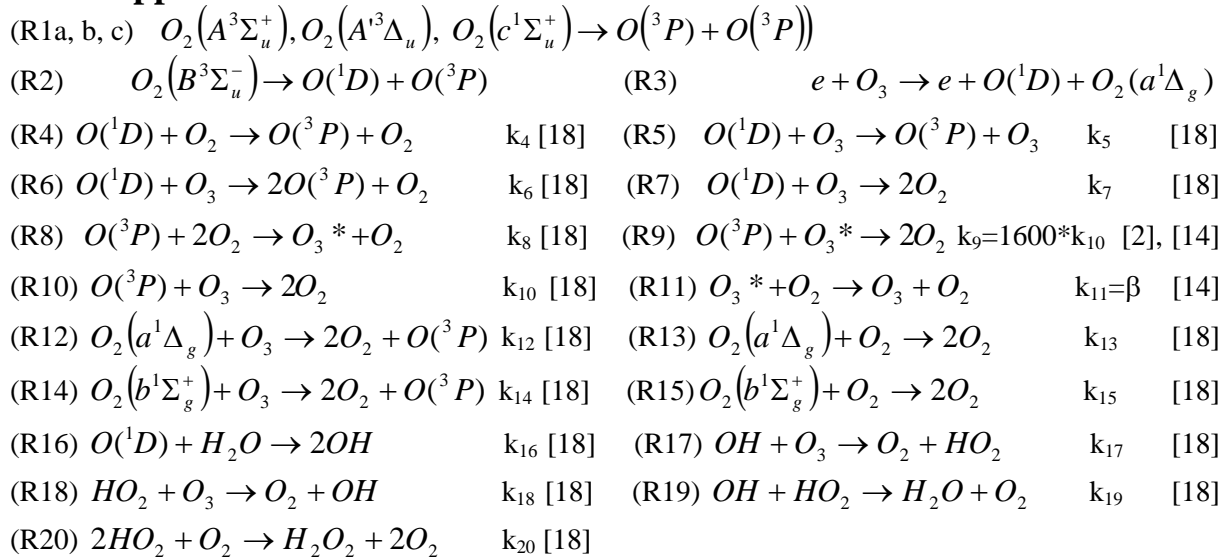 (R1a, b, c) O₂(A³Σᵤ⁺), O₂(A'³Δᵤ), O₂(c¹Σᵤ⁺) → O(³P) + O(³P))
(R2) O₂(B³Σᵤ⁻) → O(¹D) + O(³P) (R3) e + O₃ → e + O(¹D) + O₂(a¹Δ_g)
(R4) O(¹D) + O₂ → O(³P) + O₂ k₄ [18] (R5) O(¹D) + O₃ → O(³P) + O₃ k₅ [18]
(R6) O(¹D) + O₃ → 2O(³P) + O₂ k₆ [18] (R7) O(¹D) + O₃ → 2O₂ k₇ [18]
(R8) O(³P) + 2O₂ → O₃* + O₂ k₈ [18] (R9) O(³P) + O₃* → 2O₂ k₉=1600*k₁₀ [2], [14]
(R10) O(³P) + O₃ → 2O₂ k₁₀ [18] (R11) O₃* + O₂ → O₃ + O₂ k₁₁=β [14]
(R12) O₂(a¹Δ_g) + O₃ → 2O₂ + O(³P) k₁₂ [18] (R13) O₂(a¹Δ_g) + O₂ → 2O₂ k₁₃ [18]
(R14) O₂(b¹Σ_g⁺) + O₃ → 2O₂ + O(³P) k₁₄ [18] (R15) O₂(b¹Σ_g⁺) + O₂ → 2O₂ k₁₅ [18]
(R16) O(¹D) + H₂O → 2OH k₁₆ [18] (R17) OH + O₃ → O₂ + HO₂ k₁₇ [18]
(R18) HO₂ + O₃ → O₂ + OH k₁₈ [18] (R19) OH + HO₂ → H₂O + O₂ k₁₉ [18]
(R20) 2HO₂ + O₂ → H₂O₂ + 2O₂ k₂₀ [18]